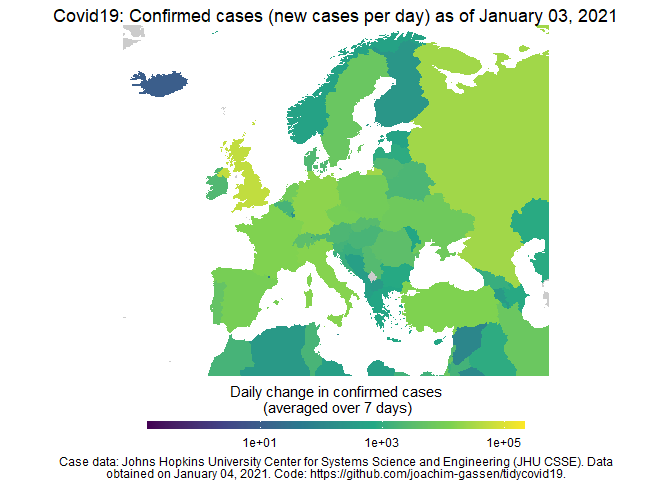 Covid19: Confirmed cases (new cases per day) as of January 03, 2021
Daily change in confirmed cases
(averaged over 7 days)
1e+01 1e+03 1e+05
Case data: Johns Hopkins University Center for Systems Science and Engineering (JHU CSSE). Data
obtained on January 04, 2021. Code: https://github.com/joachim-gassen/tidycovid19.